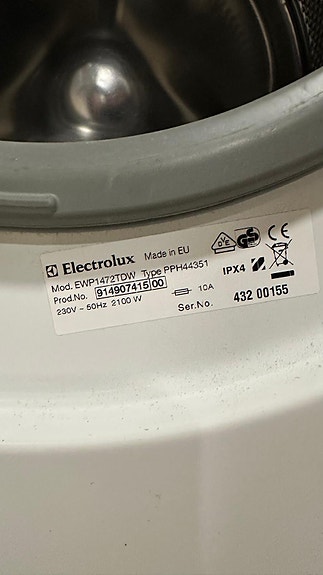 Electrolux Made in EU
Mod. EWP1472TDW Type PPH44351
Prod.No. 914907415 00
230V ~ 50Hz 2100 W 10A
IPX4
Ser.No. 432 00155